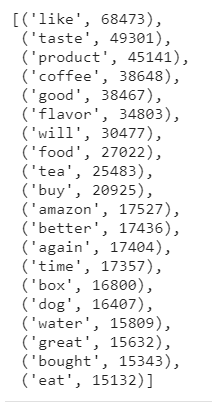 [('like', 68473),
('taste', 49301),
('product', 45141),
('coffee', 38648),
('good', 38467),
('flavor', 34803),
('will', 30477),
('food', 27022),
('tea', 25483),
('buy', 20925),
('amazon', 17527),
('better', 17436),
('again', 17404),
('time', 17357),
('box', 16800),
('dog', 16407),
('water', 15809),
('great', 15632),
('bought', 15343),
('eat', 15132)]